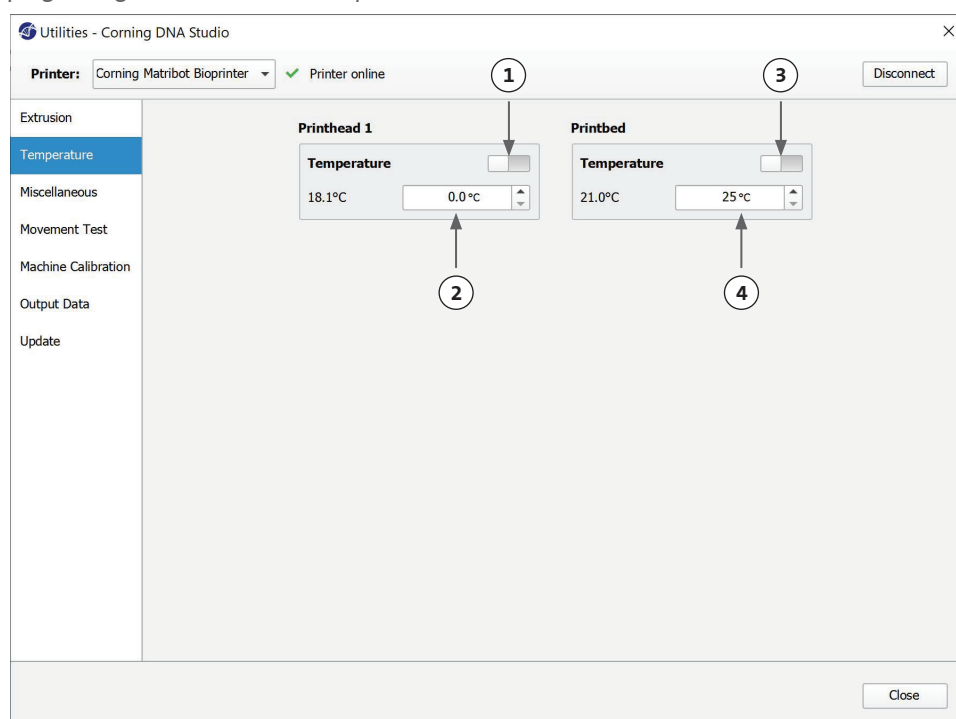 Utilities - Corning DNA Studio
Printer: Corning Matribot Bioprinter Printer online Disconnect
1 3
Extrusion
Temperature
Miscellaneous
Movement Test
Machine Calibration
Output Data
Update
Printhead 1 Printbed
Temperature Temperature
18.1°C 0.0 °C 21.0°C 25 °C
2 4
Close